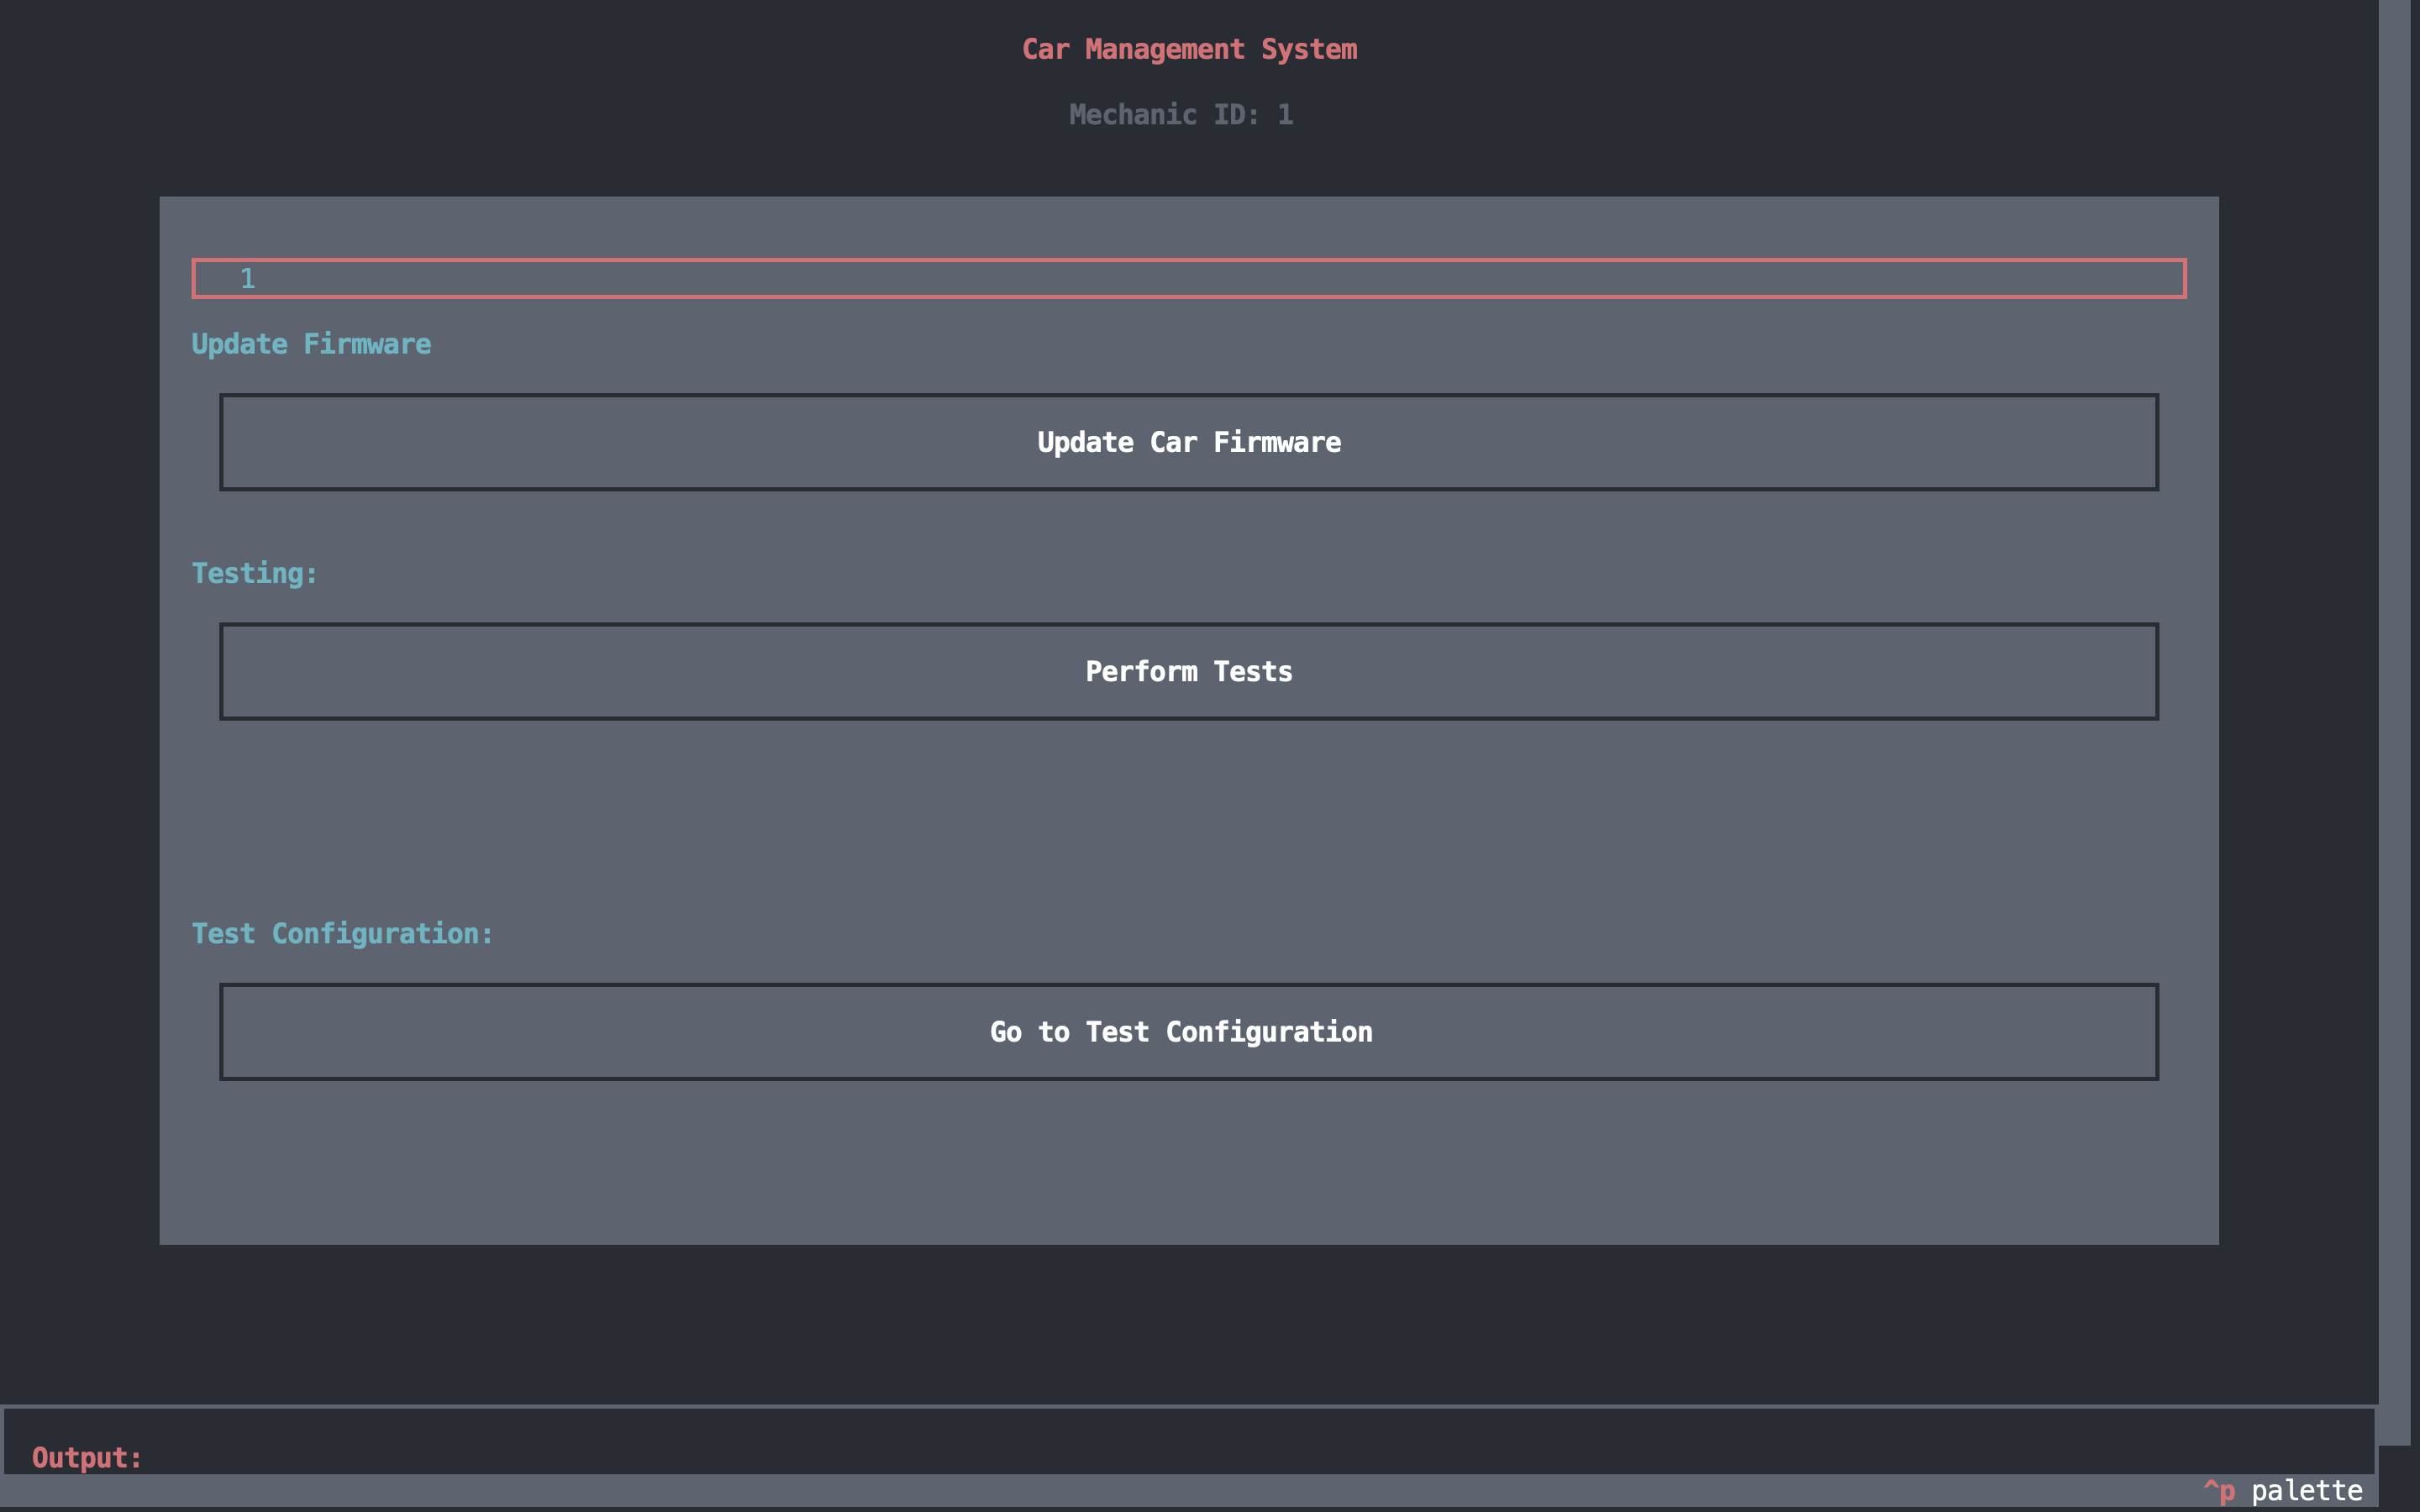 Car Management System
Mechanic ID: 1
1
Update Firmware
Update Car Firmware
Testing:
Perform Tests
Test Configuration:
Go to Test Configuration
Output:
^p palette